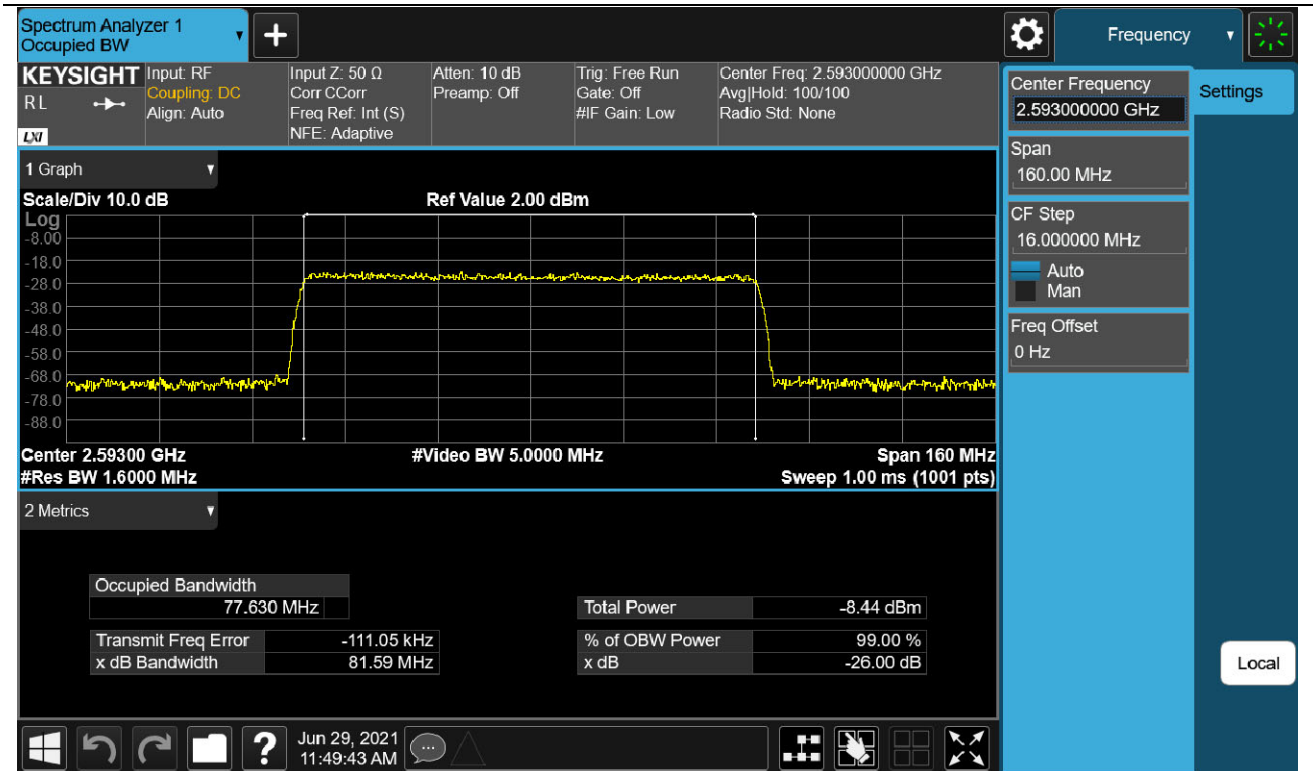 Spectrum Analyzer 1
Occupied BW
+
Frequency
KEYSIGHT
RL
LXI
Input: RF
Coupling: DC
Align: Auto
Input Z: 50 Ω
Corr CCorr
Freq Ref: Int (S)
NFE: Adaptive
Atten: 10 dB
Preamp: Off
Trig: Free Run
Gate: Off
#IF Gain: Low
Center Freq: 2.593000000 GHz
Avg|Hold: 100/100
Radio Std: None
Center Frequency
2.593000000 GHz
Settings
Span
160.00 MHz
CF Step
16.000000 MHz
Auto
Man
Freq Offset
0 Hz
Local
1 Graph
Scale/Div 10.0 dB
Ref Value 2.00 dBm
Log
-8.00
-18.0
-28.0
-38.0
-48.0
-58.0
-68.0
-78.0
-88.0
Center 2.59300 GHz
#Video BW 5.0000 MHz
Span 160 MHz
#Res BW 1.6000 MHz
Sweep 1.00 ms (1001 pts)
2 Metrics
Occupied Bandwidth
77.630 MHz
Total Power -8.44 dBm
Transmit Freq Error -111.05 kHz
% of OBW Power 99.00 %
x dB Bandwidth 81.59 MHz
x dB -26.00 dB
?
Jun 29, 2021
11:49:43 AM